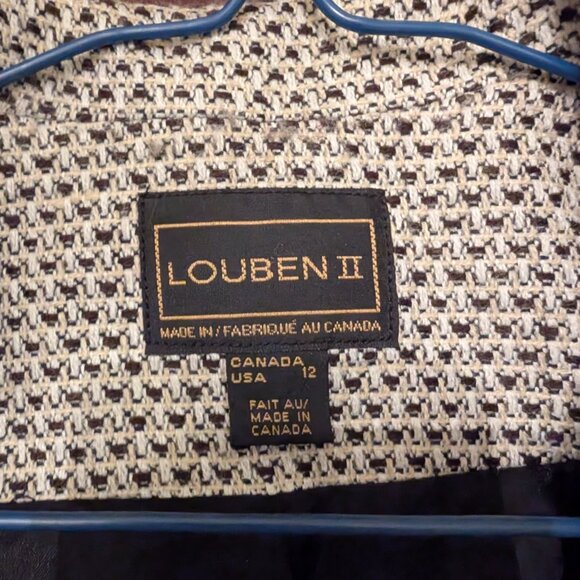 LOUBEN II
MADE IN / FABRIQUÉ AU CANADA
CANADA
USA 12
FAIT AU/
MADE IN
CANADA